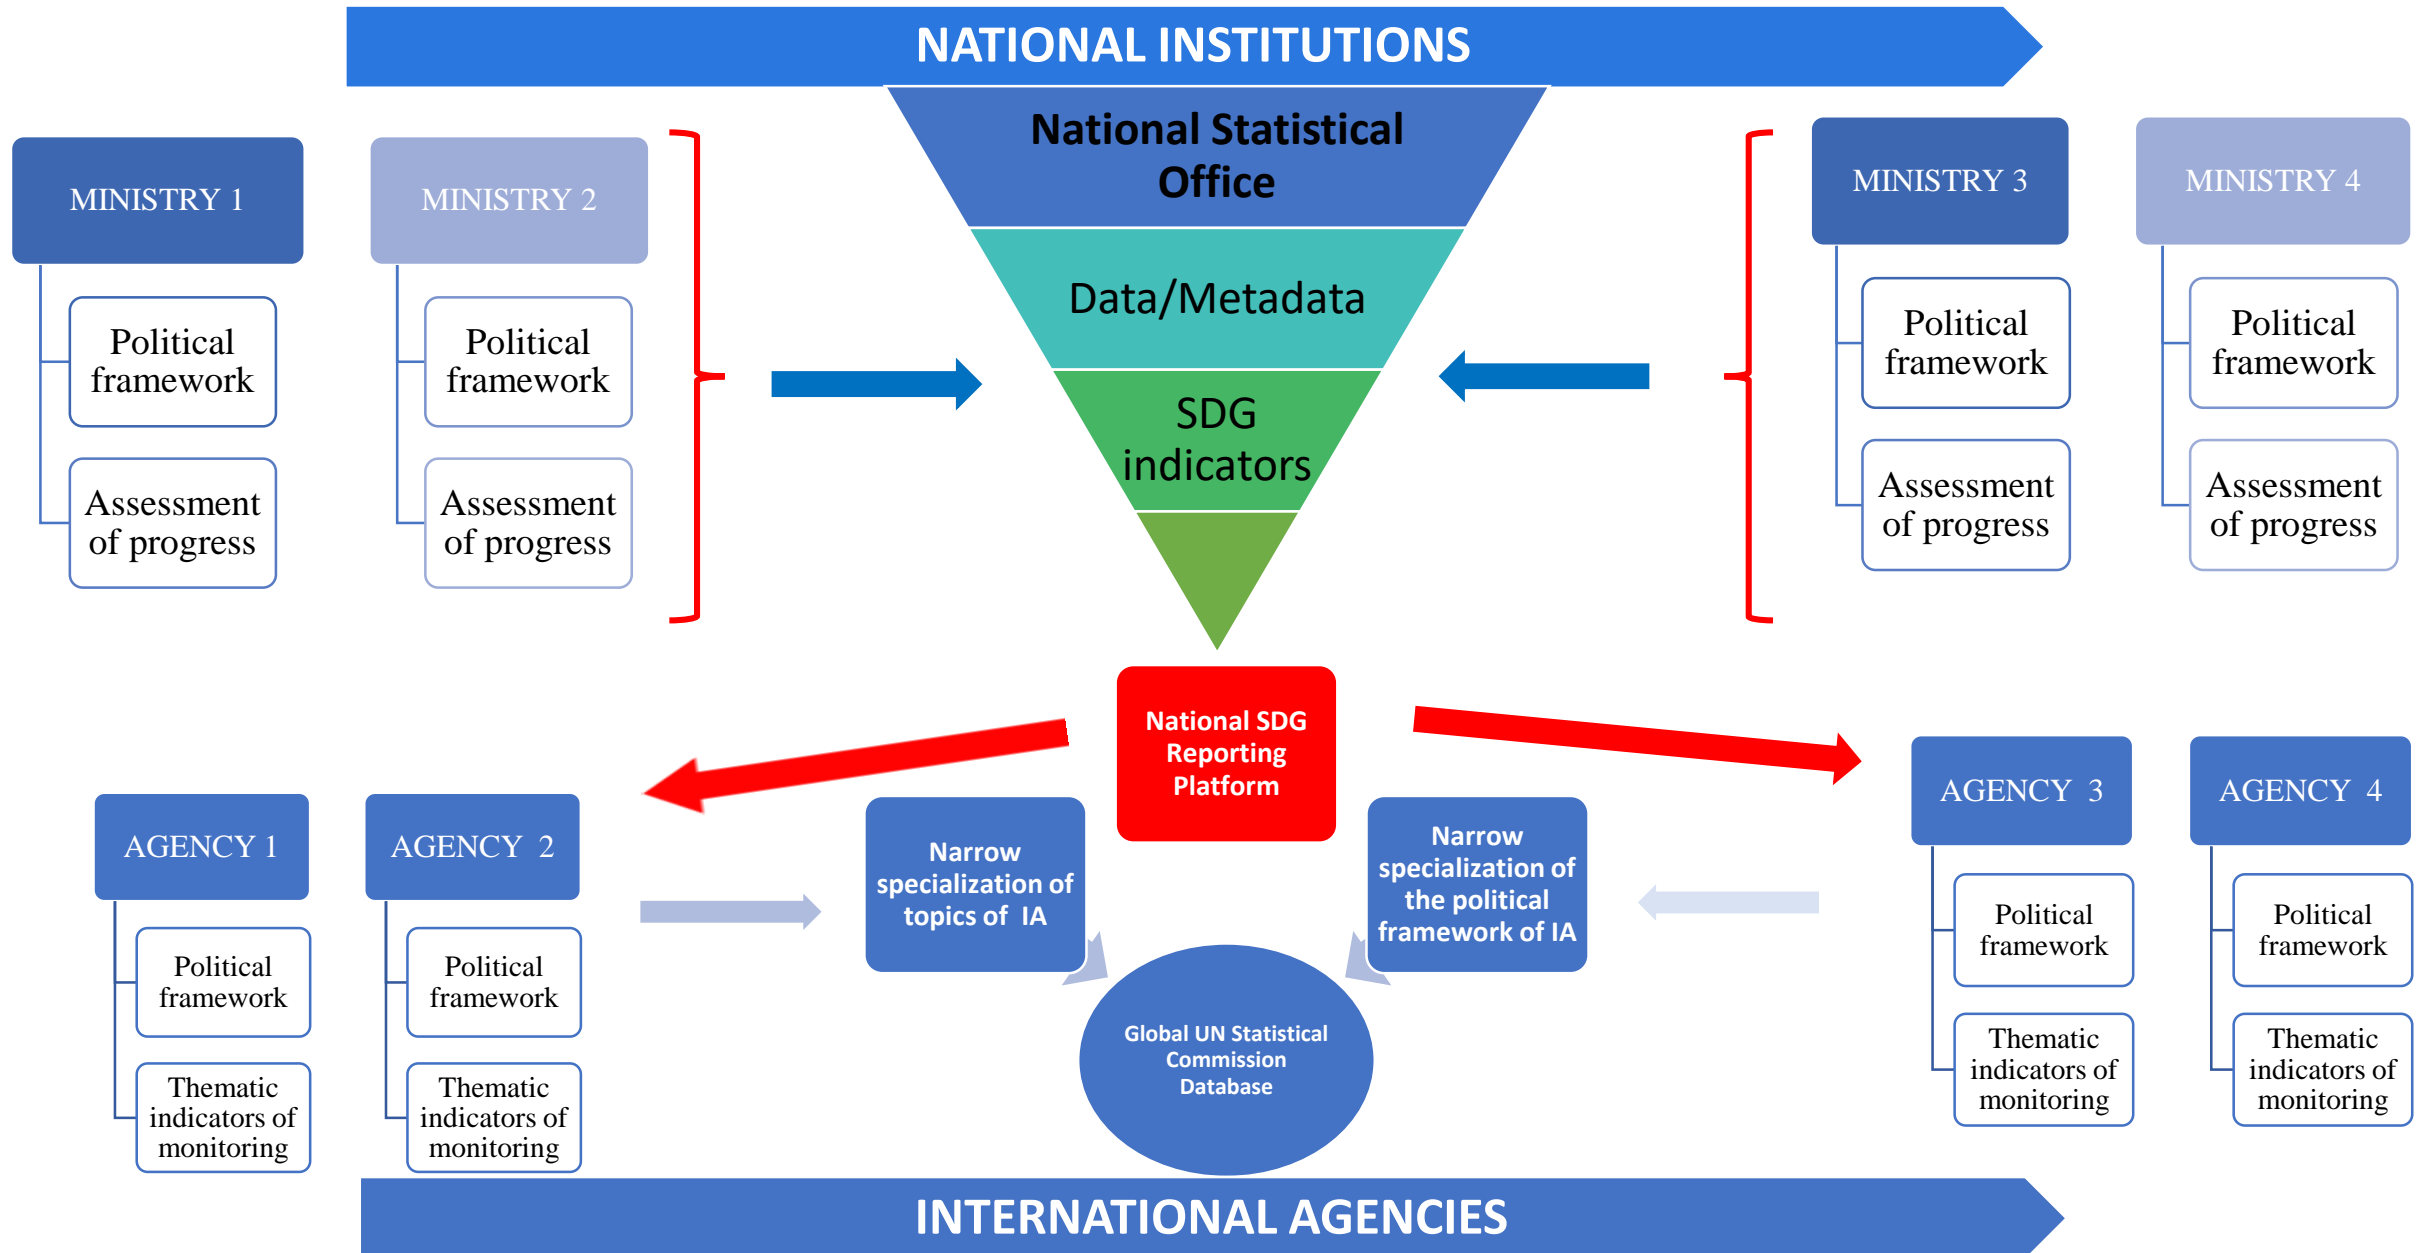 NATIONAL INSTITUTIONS
National Statistical
Office
Data/Metadata
SDG
indicators
MINISTRY 1
Political
framework
Assessment
of progress
MINISTRY 2
Political
framework
Assessment
of progress
MINISTRY 3
Political
framework
Assessment
of progress
MINISTRY 4
Political
framework
Assessment
of progress
National SDG
Reporting
Platform
AGENCY 1
Political
framework
Thematic
indicators of
monitoring
AGENCY 2
Political
framework
Thematic
indicators of
monitoring
Narrow
specialization of
topics of IA
Narrow
specialization of
the political
framework of IA
Global UN Statistical
Commission
Database
AGENCY 3
Political
framework
Thematic
indicators of
monitoring
AGENCY 4
Political
framework
Thematic
indicators of
monitoring
INTERNATIONAL AGENCIES